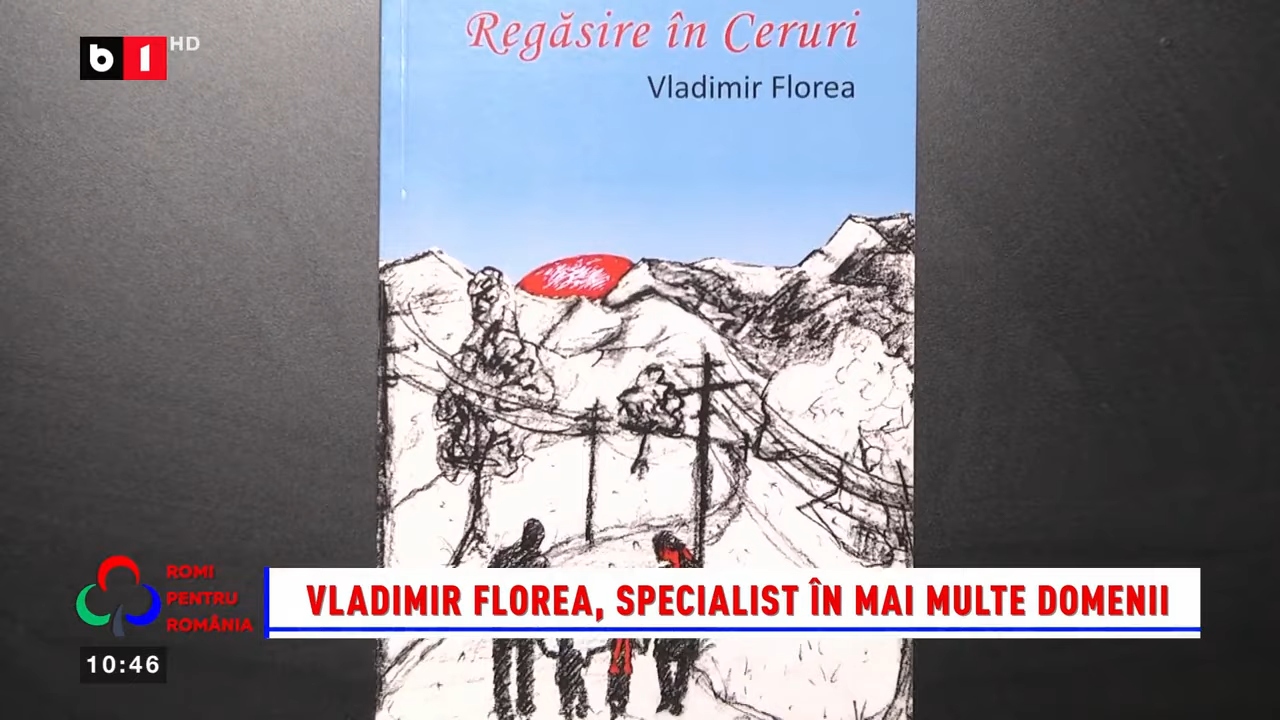 Regăsire în Ceruri
Vladimir Florea
b1 HD
ROMI
PENTRU
ROMÂNIA
VLADIMIR FLOREA, SPECIALIST ÎN MAI MULTE DOMENII
10:46